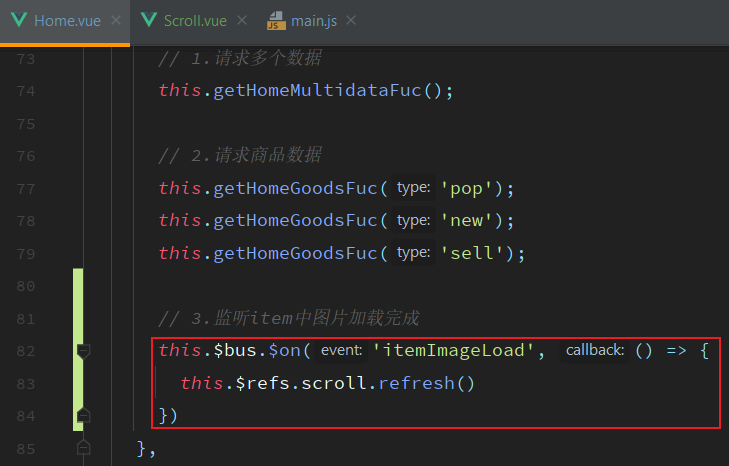 Home.vue × Scroll.vue × JS main.js ×
73 // 1.请求多个数据
74 this.getHomeMultidataFuc();
75
76 // 2.请求商品数据
77 this.getHomeGoodsFuc( type: 'pop');
78 this.getHomeGoodsFuc( type: 'new');
79 this.getHomeGoodsFuc( type: 'sell');
80
81 // 3.监听item中图片加载完成
82 this.$bus.$on( event: 'itemImageLoad', callback: () => {
83 this.$refs.scroll.refresh()
84 })
85 },